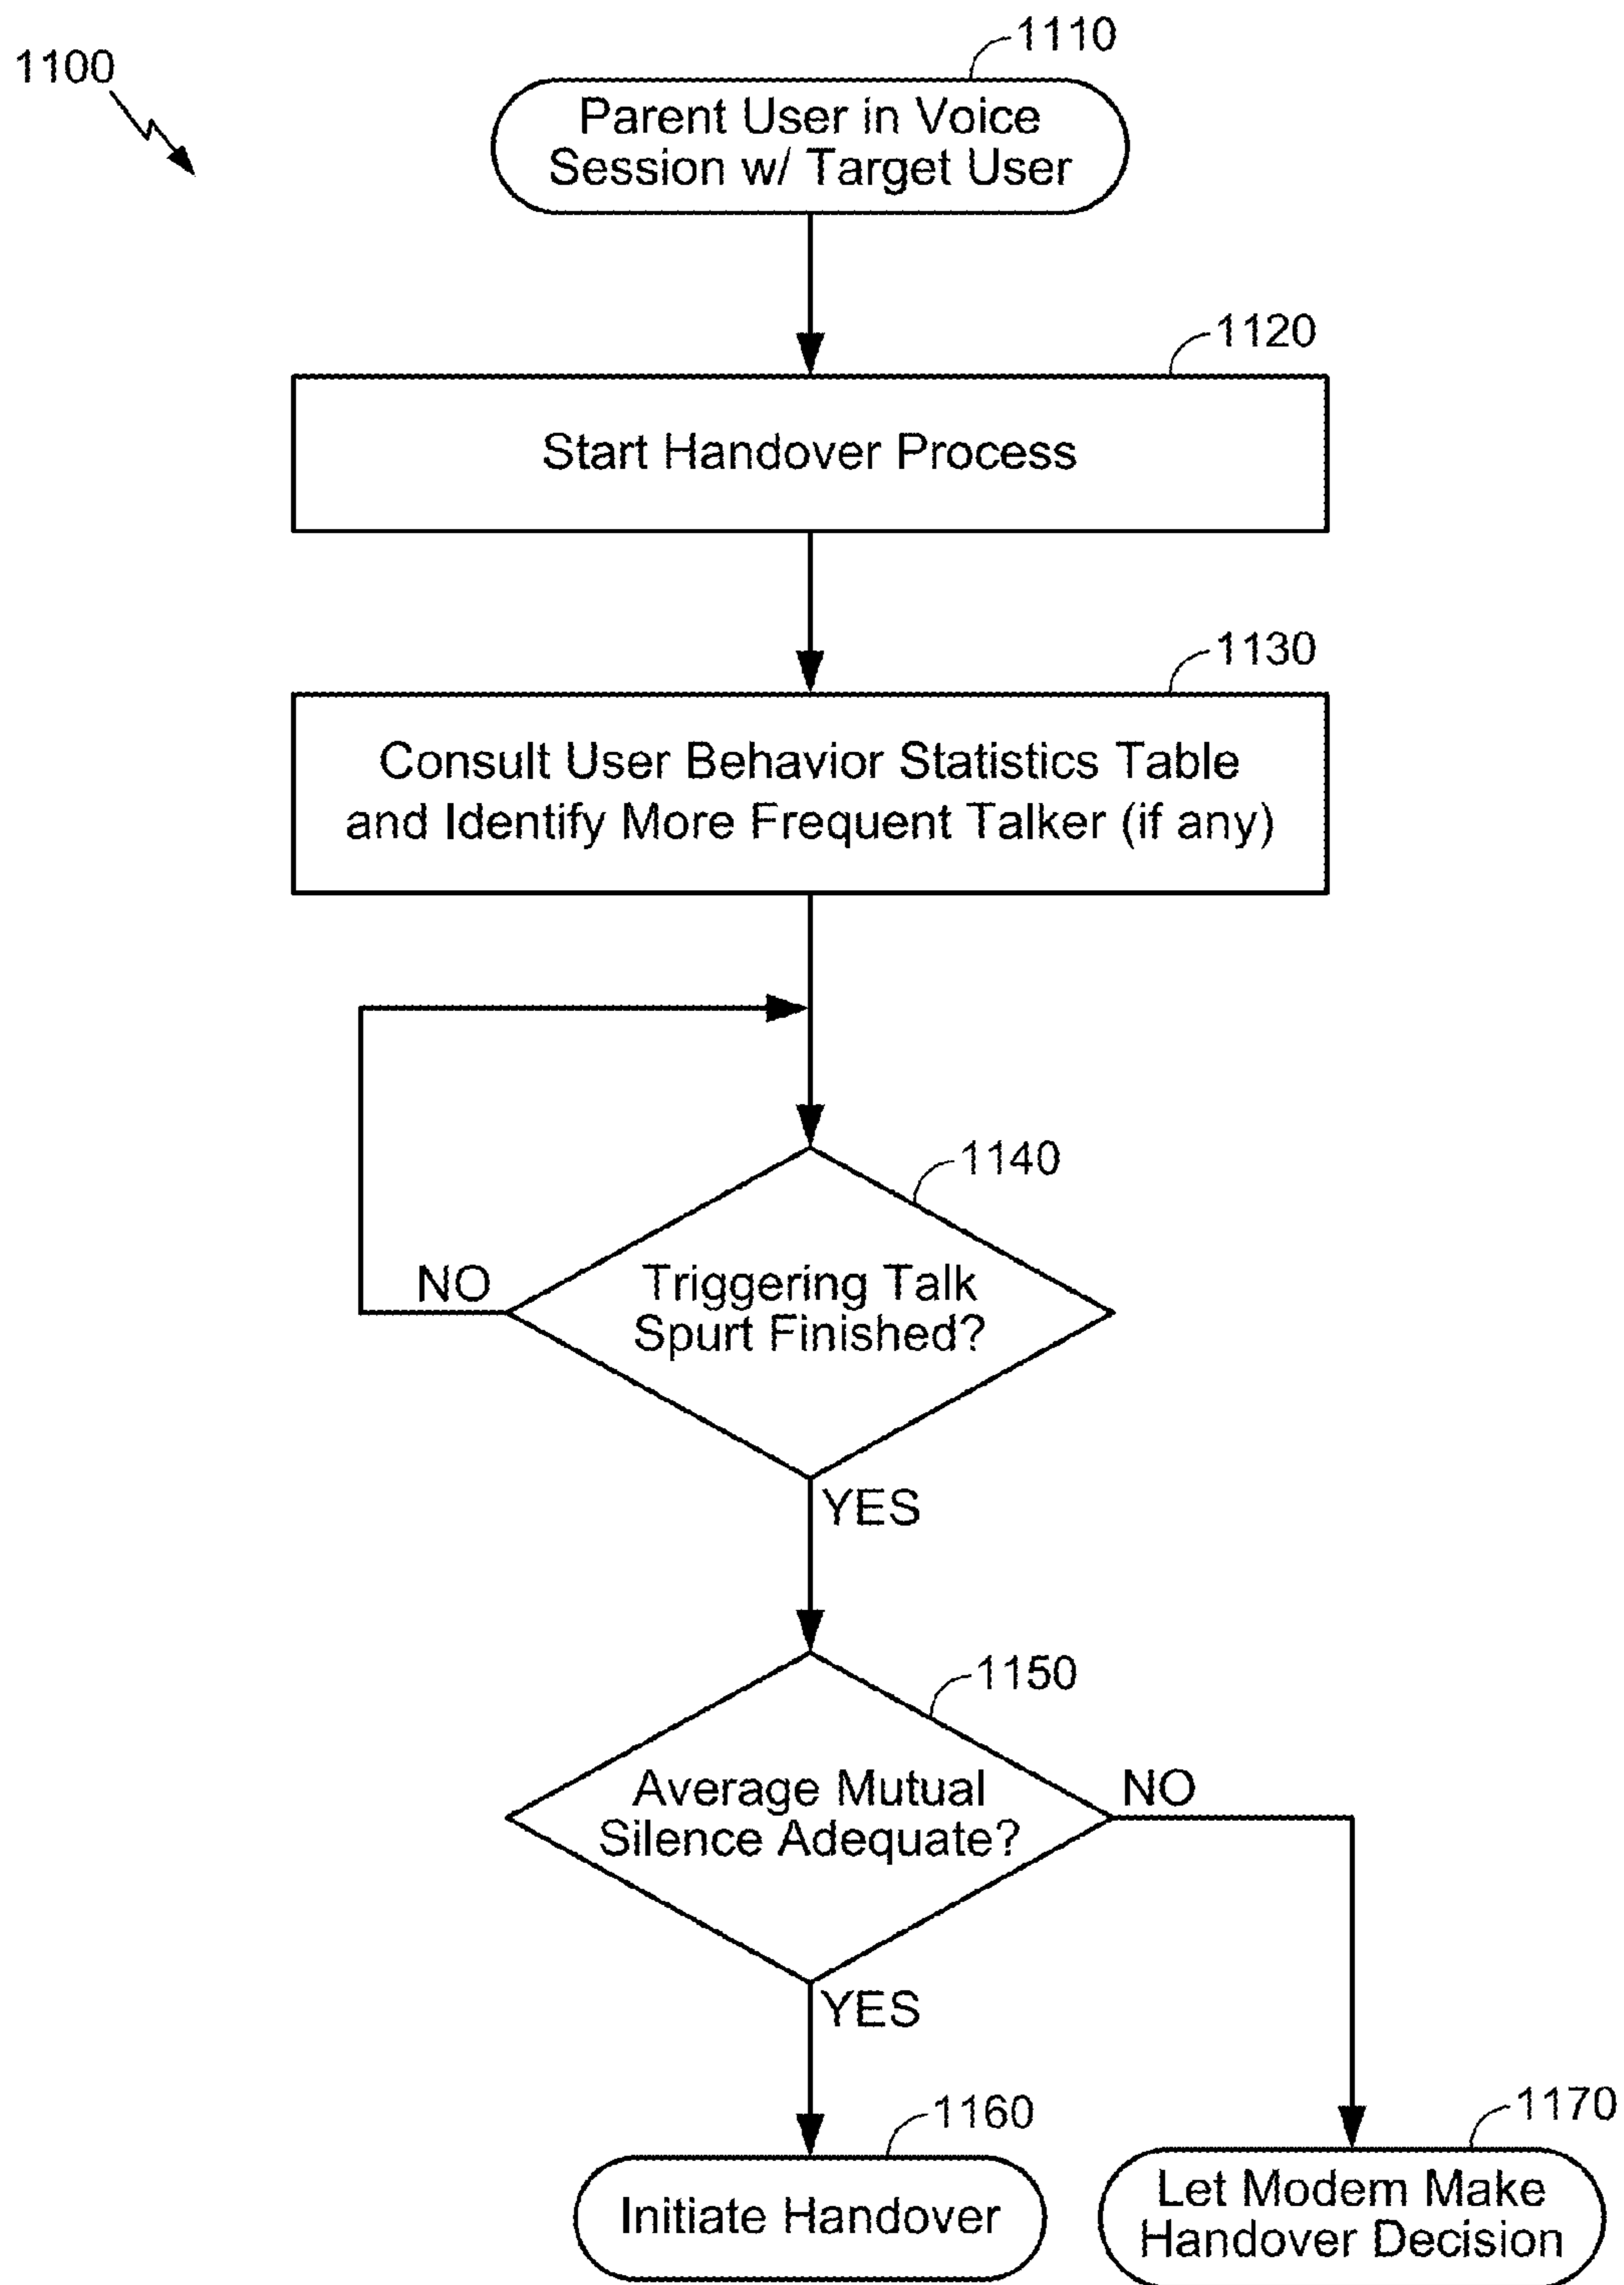 1100
1110
Parent User in Voice
Session w/ Target User
1120
Start Handover Process
1130
Consult User Behavior Statistics Table
and Identify More Frequent Talker (if any)
1140
Triggering Talk
Spurt Finished?
NO
YES
1150
Average Mutual
Silence Adequate?
NO
YES
1160
Initiate Handover
1170
Let Modem Make
Handover Decision